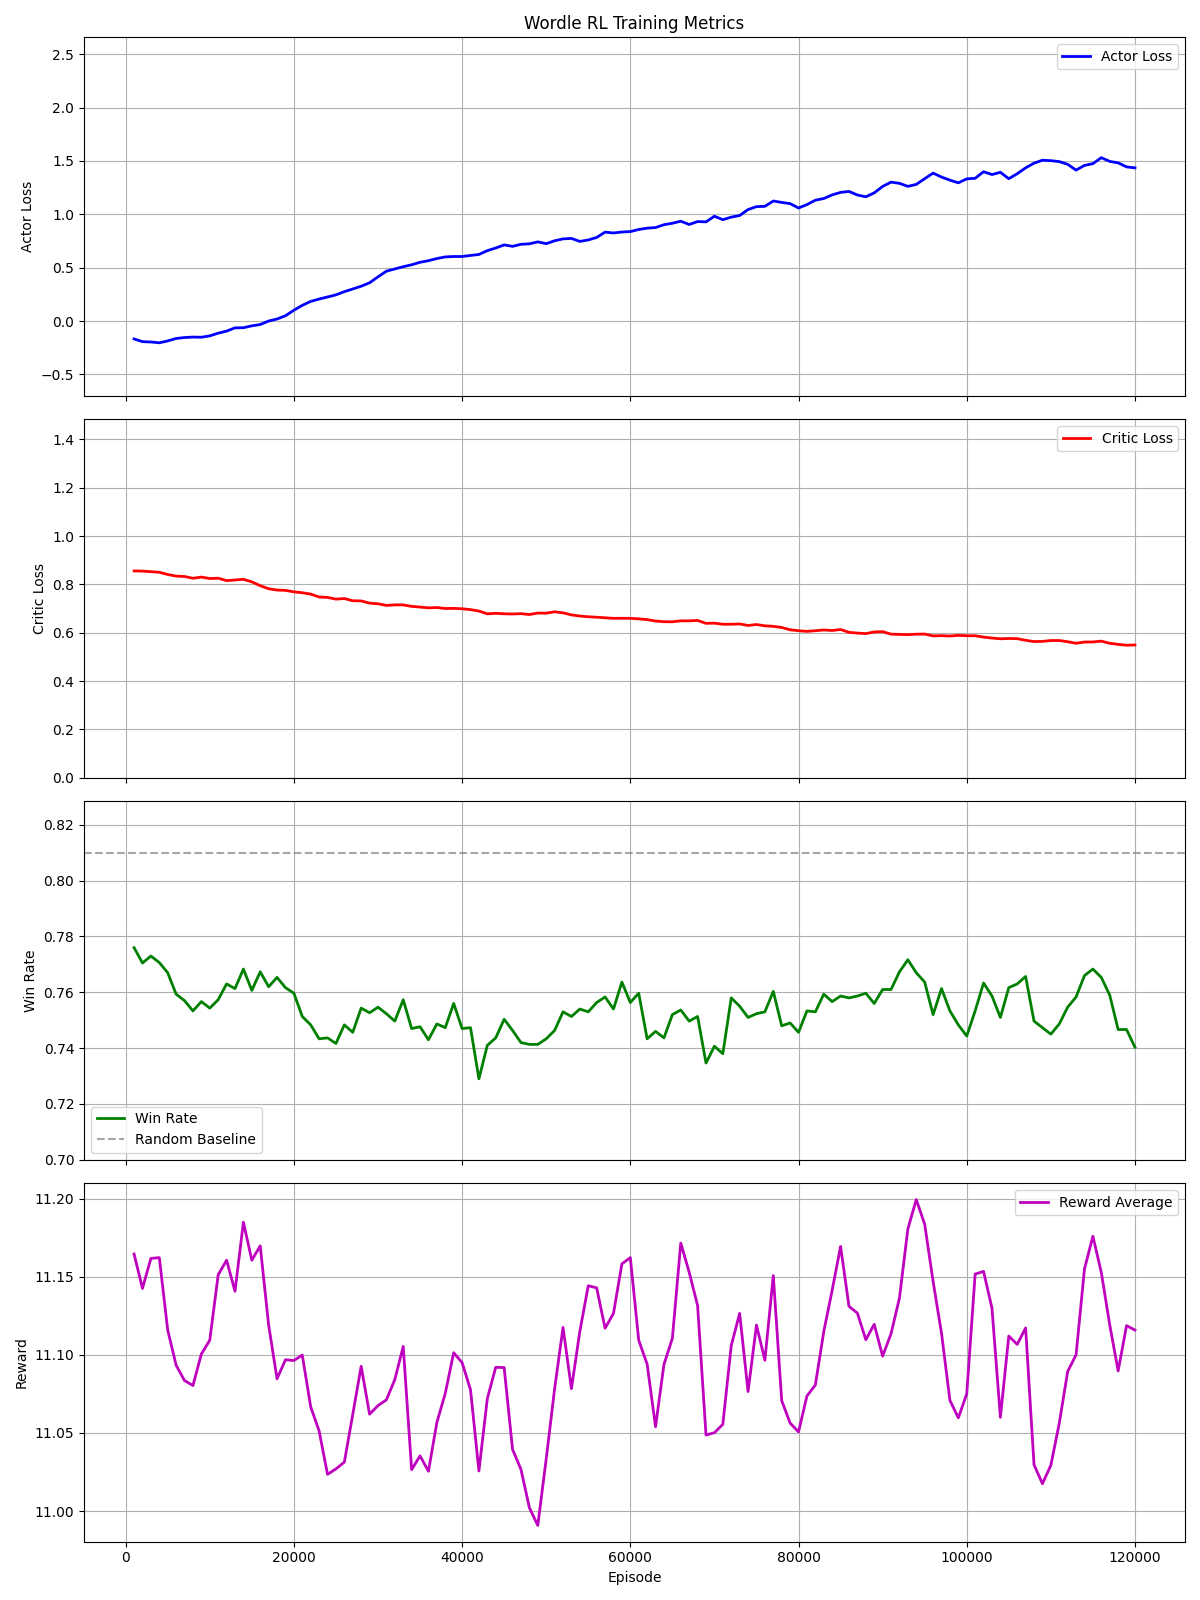 Wordle RL Training Metrics
2.5
2.0
1.5
1.0
0.5
0.0
−0.5
Actor Loss
Actor Loss
1.4
1.2
1.0
0.8
0.6
0.4
0.2
0.0
Critic Loss
Critic Loss
0.82
0.80
0.78
0.76
0.74
0.72
0.70
Win Rate
Win Rate
Random Baseline
11.20
11.15
11.10
11.05
11.00
Reward
Reward Average
0 20000 40000 60000 80000 100000 120000
Episode